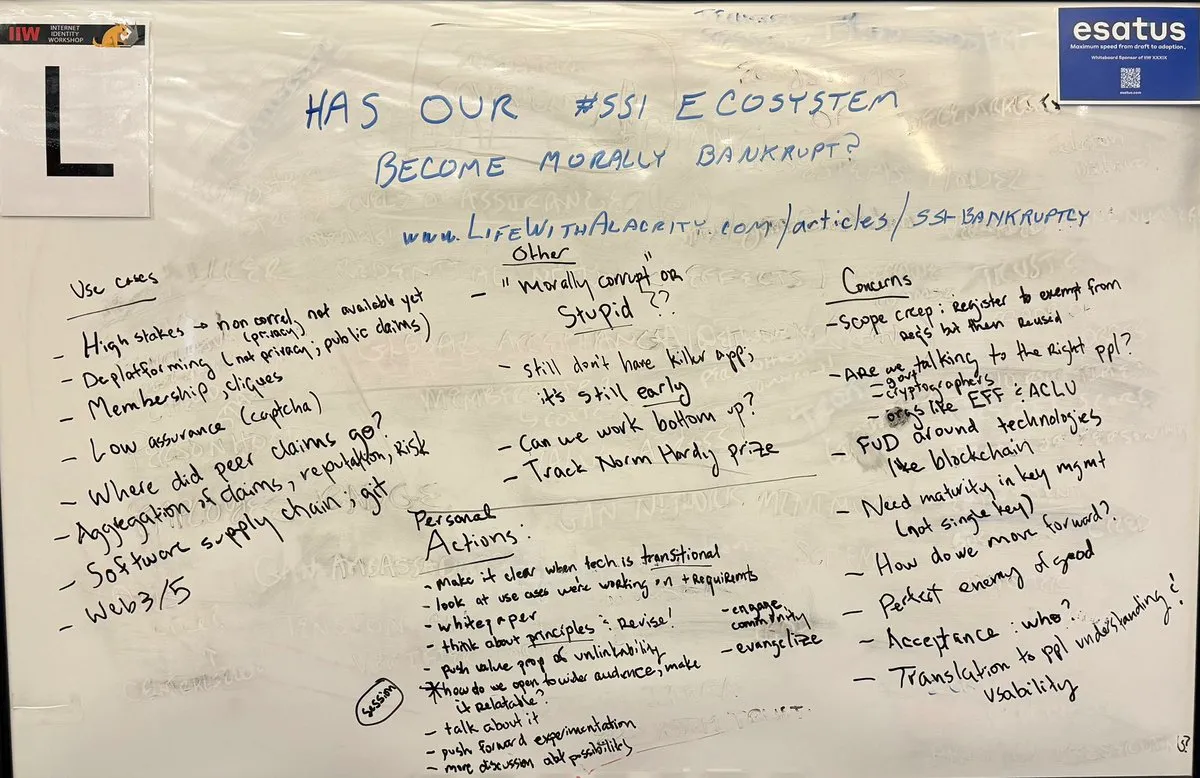 IIW INTERNET IDENTITY WORKSHOP
L
esatus
Maximum speed from draft to adoption.
Whiteboard Sponsor of IIW XXXIX
esatus.com
HAS OUR #SSI ECOSYSTEM
BECOME MORALLY BANKRUPT?
www.LIFEWITHALACRITY.com/articles/SSI-BANKRUPTCY
Use cases
- High stakes → non correl, not available yet
(privacy)
- Deplatforming (not privacy; public claims)
- Membership, cliques
- Low assurance (captcha)
- Where did peer claims go?
- Aggregation of claims, reputation, risk
- Software supply chain; git
- Web3/5
Other
- "morally corrupt" or
stupid??
- still don't have killer app;
it's still early
- Can we work bottom up?
- Track Norm Hardy prize
Personal
Actions:
- make it clear when tech is transitional
- look at use cases we're working on + requiremts
- whitepaper
- think about principles: Revise!
- push value prop of unlinkability
* how do we open to wider audience; make
it relatable?
session
- talk about it
- push forward experimentation
- more discussion abt possibilities
- engage
community
- evangelize
Concerns
- scope creep: Register to exempt from
regs but then reused
- Are we talking to the right ppl?
- govt
- cryptographers
- orgs like EFF & ACLU
- FUD around technologies
like blockchain
- Need maturity in key mgmt
(not single key)
- How do we move forward?
- Perfect enemy of good
- Acceptance: who?
- Translation to ppl understanding &
usability